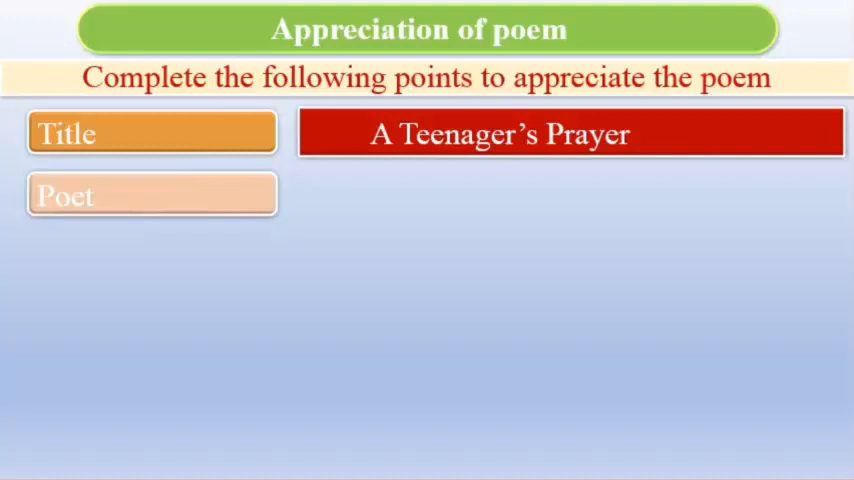 Appreciation of poem
Complete the following points to appreciate the poem
Title
A Teenager’s Prayer
Poet